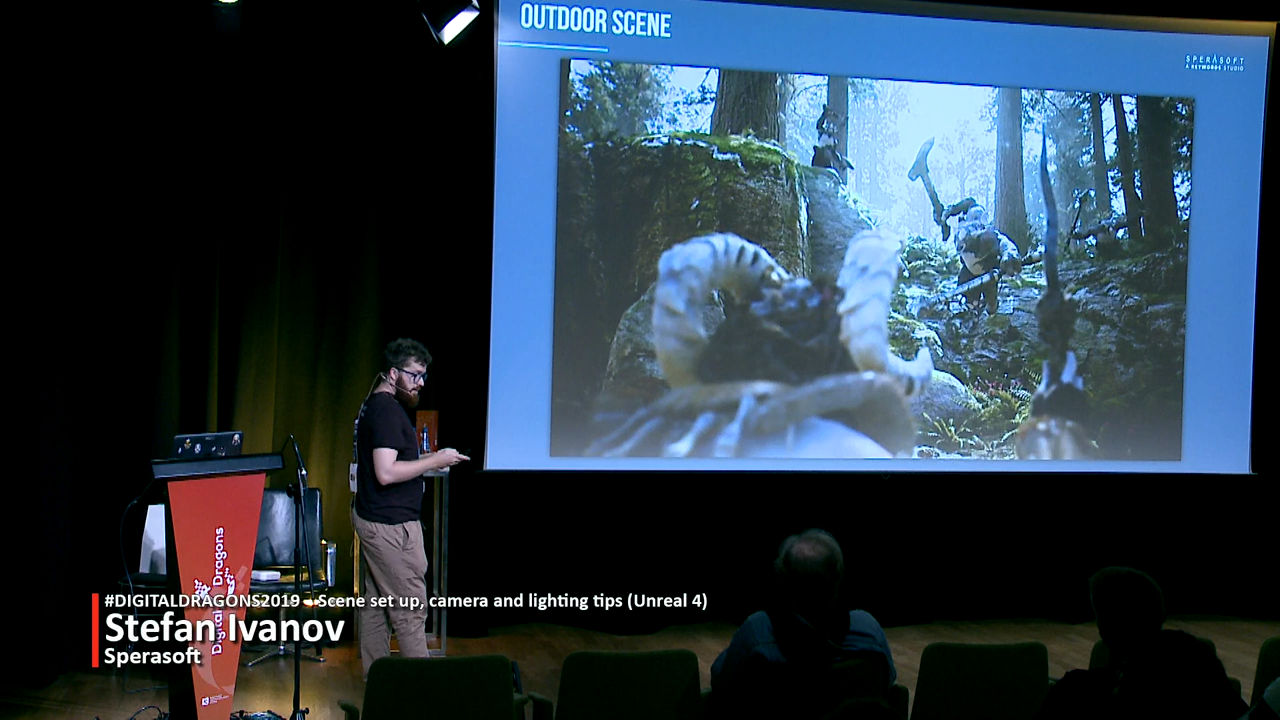 OUTDOOR SCENE
SPERASOFT
A KEYWORDS STUDIO
Digital Dragons
#DIGITALDRAGONS2019 - Scene set up, camera and lighting tips (Unreal 4)
Stefan Ivanov
Sperasoft